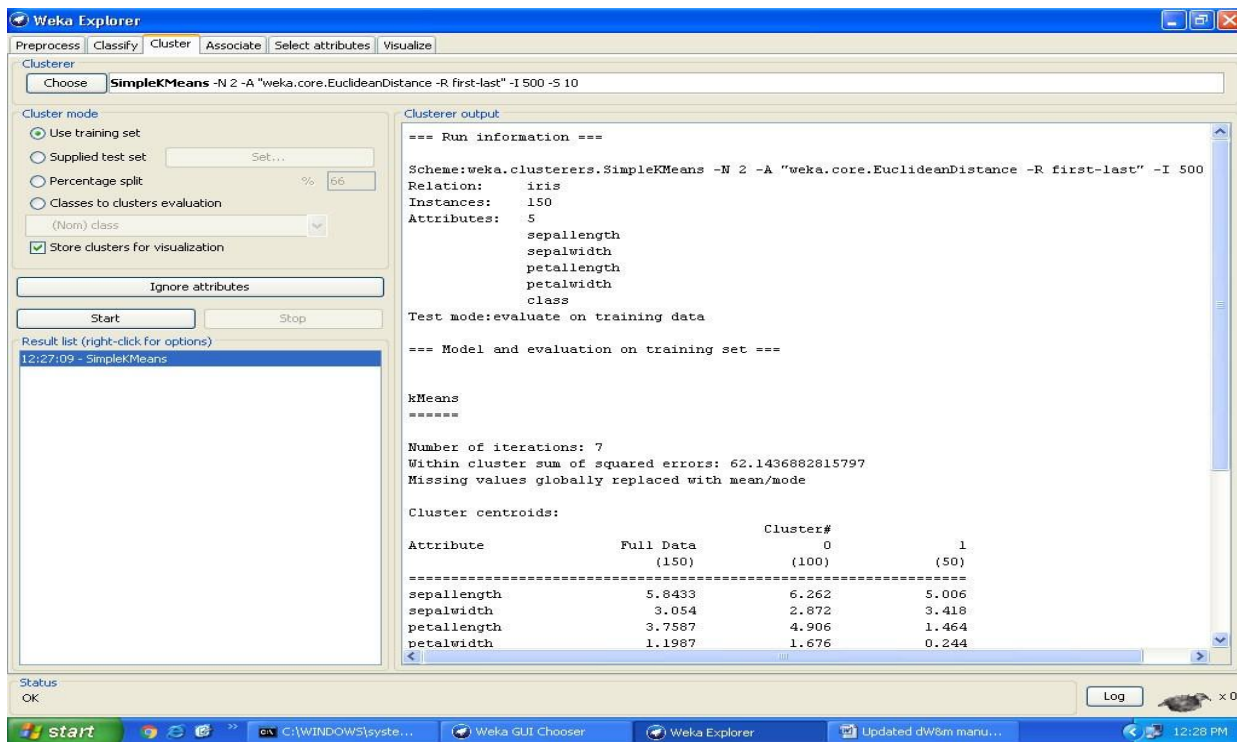 Weka Explorer
Preprocess Classify Cluster Associate Select attributes Visualize
Clusterer
Choose SimpleKMeans -N 2 -A "weka.core.EuclideanDistance -R first-last" -I 500 -S 10
Cluster mode
Use training set
Supplied test set Set...
Percentage split % 66
Classes to clusters evaluation
(Nom) class
Store clusters for visualization
Ignore attributes
Start Stop
Result list (right-click for options)
12:27:09 - SimpleKMeans
Clusterer output
=== Run information ===
Scheme:weka.clusterers.SimpleKMeans -N 2 -A "weka.core.EuclideanDistance -R first-last" -I 500
Relation: iris
Instances: 150
Attributes: 5
sepallength
sepalwidth
petallength
petalwidth
class
Test mode:evaluate on training data
=== Model and evaluation on training set ===
kMeans
======
Number of iterations: 7
Within cluster sum of squared errors: 62.1436882815797
Missing values globally replaced with mean/mode
Cluster centroids:
Cluster#
Attribute Full Data 0 1
(150) (100) (50)
==================================================================
sepallength 5.8433 6.262 5.006
sepalwidth 3.054 2.872 3.418
petallength 3.7587 4.906 1.464
petalwidth 1.1987 1.676 0.244
Status
OK
Log x 0
start C:\WINDOWS\syste... Weka GUI Chooser Weka Explorer Updated dW&m manu... 12:28 PM